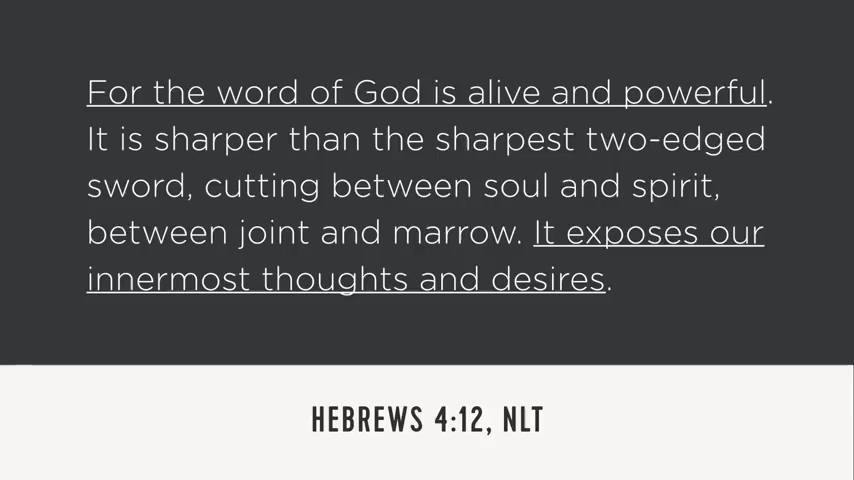 For the word of God is alive and powerful.
It is sharper than the sharpest two-edged
sword, cutting between soul and spirit,
between joint and marrow. It exposes our
innermost thoughts and desires.
HEBREWS 4:12, NLT